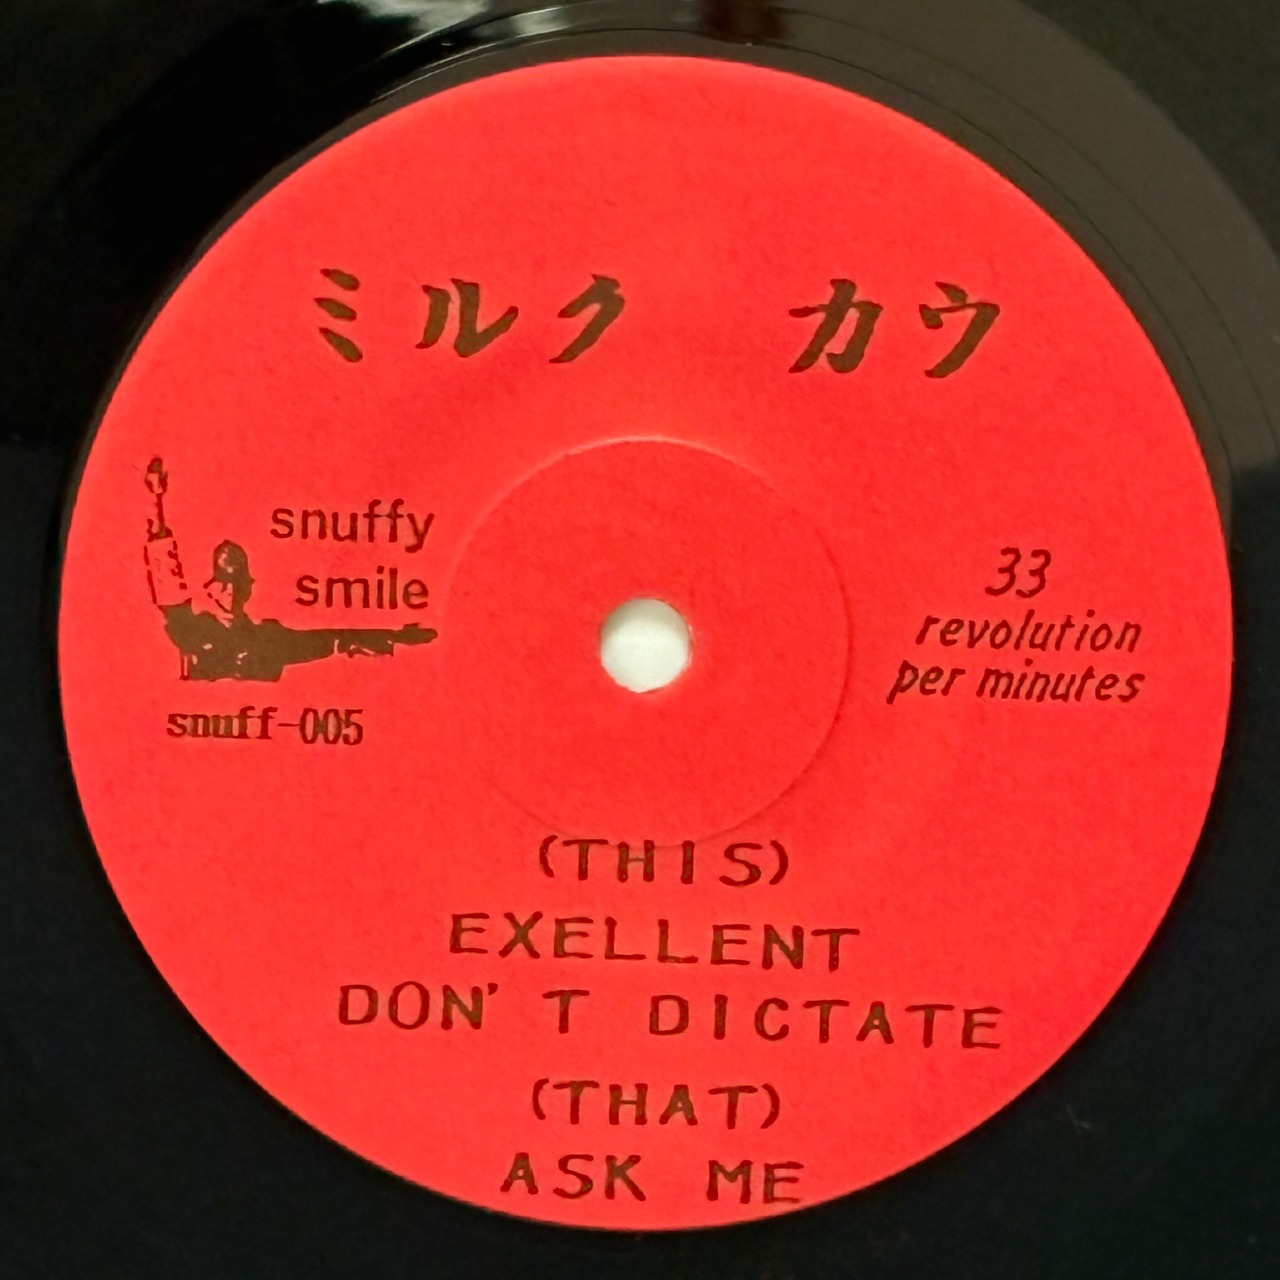 ミルク カウ
snuffy
smile
snuff-005
33
revolution
per minutes
(THIS)
EXELLENT
DON'T DICTATE
(THAT)
ASK ME